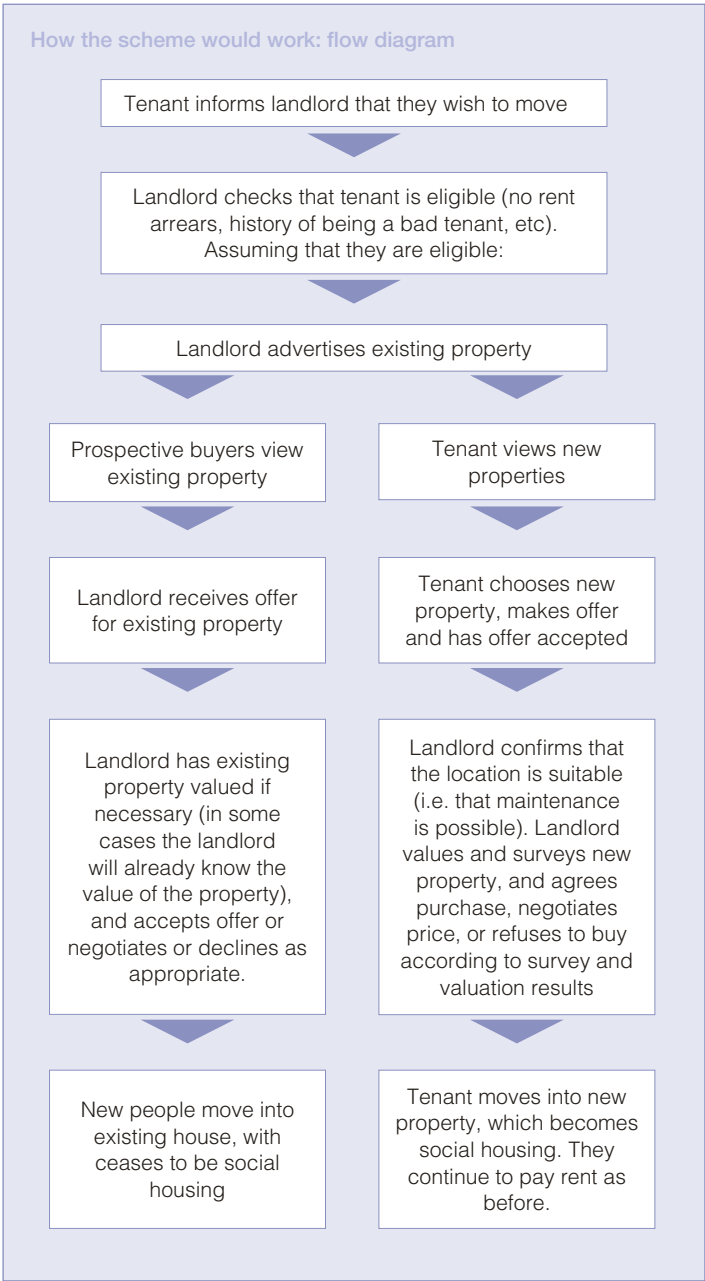 How the scheme would work: flow diagram
Tenant informs landlord that they wish to move
Landlord checks that tenant is eligible (no rent
arrears, history of being a bad tenant, etc).
Assuming that they are eligible:
Landlord advertises existing property
Prospective buyers view
existing property
Landlord receives offer
for existing property
Landlord has existing
property valued if
necessary (in some
cases the landlord
will already know the
value of the property),
and accepts offer or
negotiates or declines as
appropriate.
New people move into
existing house, with
ceases to be social
housing
Tenant views new
properties
Tenant chooses new
property, makes offer
and has offer accepted
Landlord confirms that
the location is suitable
(i.e. that maintenance
is possible). Landlord
values and surveys new
property, and agrees
purchase, negotiates
price, or refuses to buy
according to survey and
valuation results
Tenant moves into new
property, which becomes
social housing. They
continue to pay rent as
before.